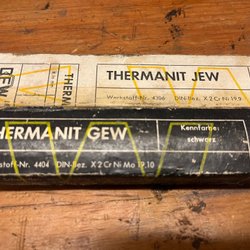 THERMANIT JEW
Werkstoff-Nr. 4306 DIN-Bez. X 2 Cr Ni 19.9
THERMANIT GEW
Kennfarbe:
schwarz
stoff-Nr. 4404 DIN-Bez. X 2 Cr Ni Mo 19.10